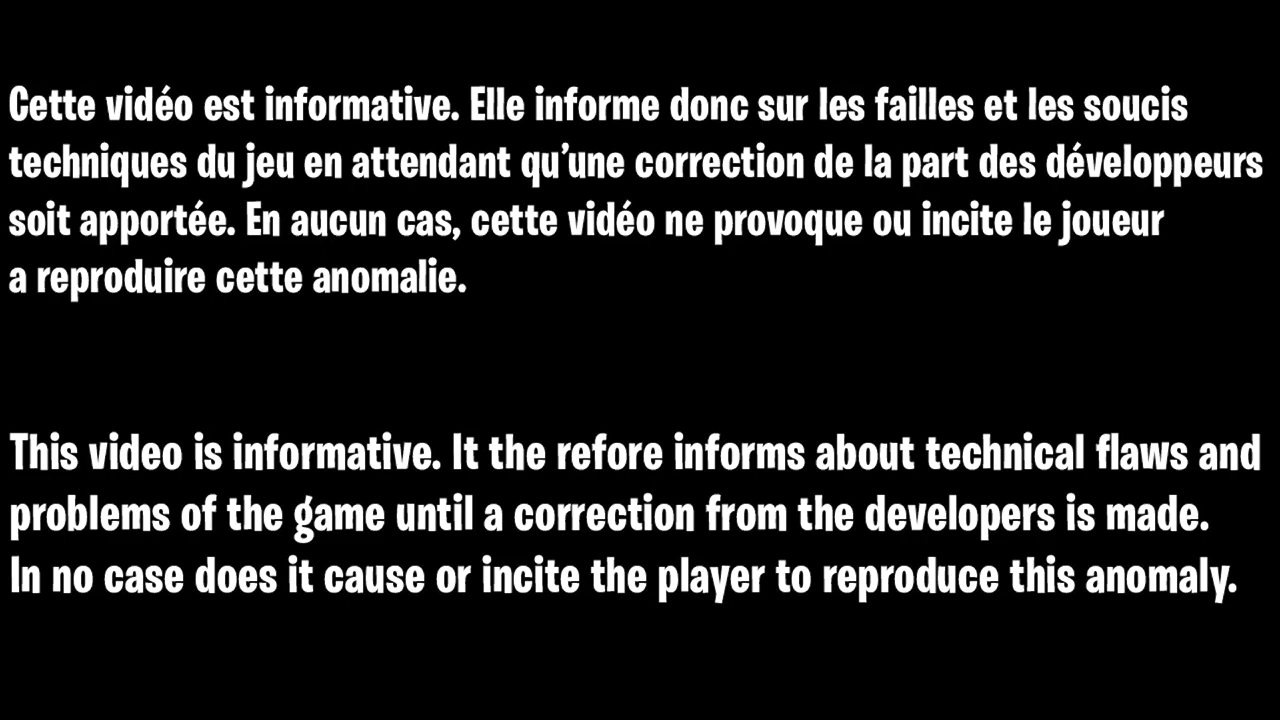 Cette vidéo est informative. Elle informe donc sur les failles et les soucis
techniques du jeu en attendant qu’une correction de la part des développeurs
soit apportée. En aucun cas, cette vidéo ne provoque ou incite le joueur
a reproduire cette anomalie.
This video is informative. It the refore informs about technical flaws and
problems of the game until a correction from the developers is made.
In no case does it cause or incite the player to reproduce this anomaly.